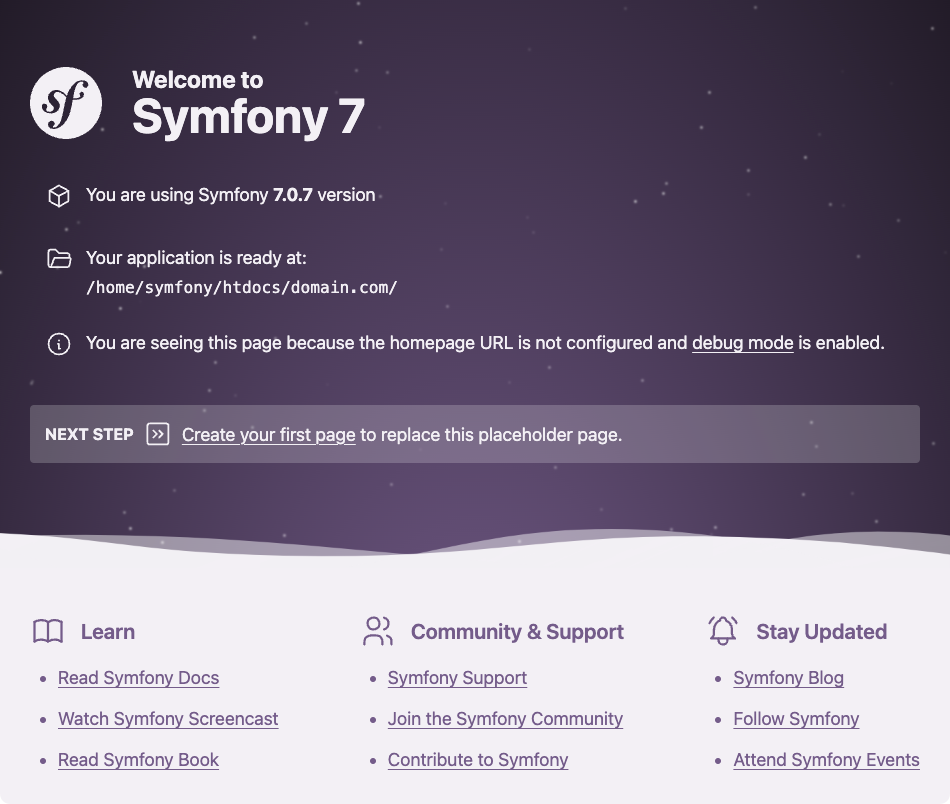 sf
Welcome to
Symfony 7
You are using Symfony 7.0.7 version
Your application is ready at:
/home/symfony/htdocs/domain.com/
You are seeing this page because the homepage URL is not configured and debug mode is enabled.
NEXT STEP Create your first page to replace this placeholder page.
Learn
Read Symfony Docs
Watch Symfony Screencast
Read Symfony Book
Community & Support
Symfony Support
Join the Symfony Community
Contribute to Symfony
Stay Updated
Symfony Blog
Follow Symfony
Attend Symfony Events